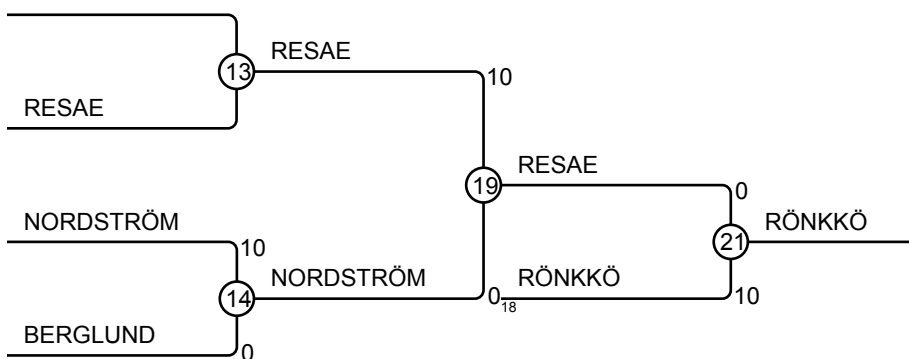 RESAE
13
10
RESAE
RESAE
19
0
NORDSTRÖM
RÖNKKÖ
10
21
NORDSTRÖM
RÖNKKÖ
14
0
18
10
BERGLUND
0